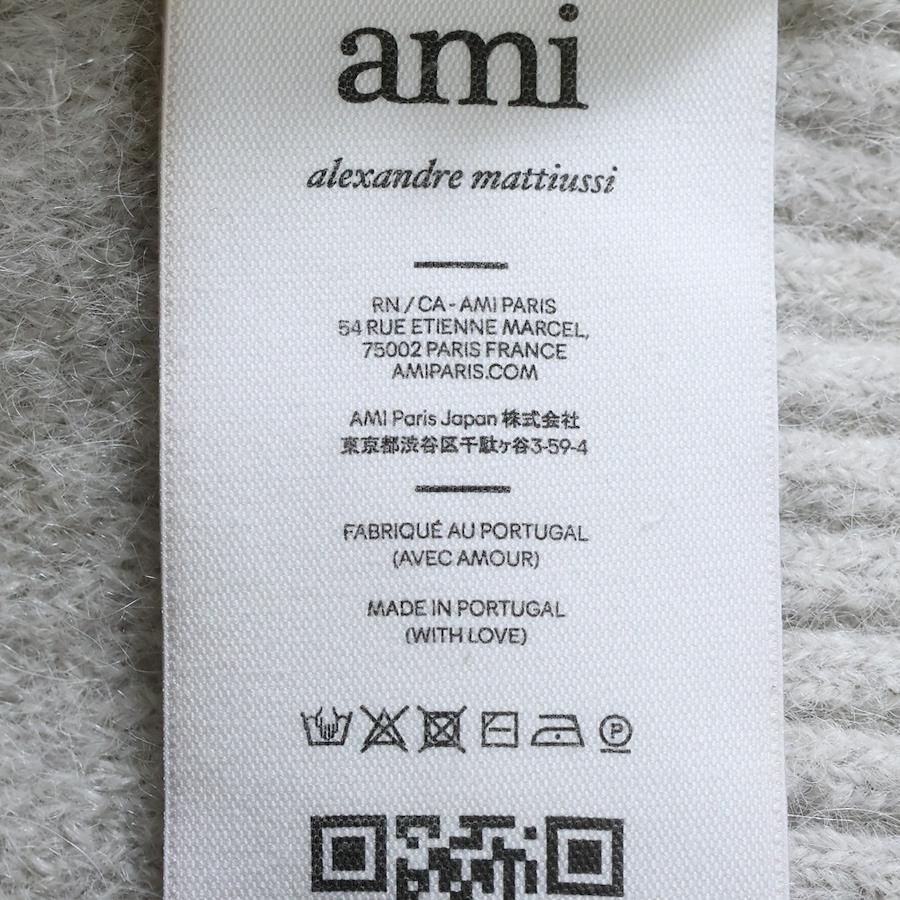 ami
alexandre mattiussi
RN / CA - AMI PARIS
54 RUE ETIENNE MARCEL,
75002 PARIS FRANCE
AMIPARIS.COM
AMI Paris Japan 株式会社
東京都渋谷区千駄ヶ谷3-59-4
FABRIQUÉ AU PORTUGAL
(AVEC AMOUR)
MADE IN PORTUGAL
(WITH LOVE)
P